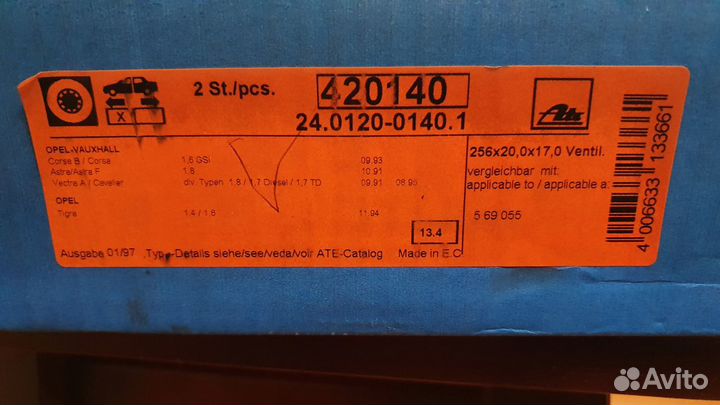 2 St./pcs.
420140
24.0120-0140.1
Ate
X
OPEL-VAUXHALL
Corsa B / Corsa 1,6 GSI 09.93
Astra/Astra F 1.8 10.91
Vectra A / Cavalier div. Typen 1.8 / 1.7 Diesel / 1.7 TD 09.91 08.95
OPEL
Tigra 1.4 / 1.6 11.94
13.4
Ausgabe 01/97 Type-Details siehe/see/veda/voir ATE-Catalog Made in E.C
256x20,0x17,0 Ventil.
vergleichbar mit:
applicable to / applicable a:
5 69 055
4 006633 133661
Avito